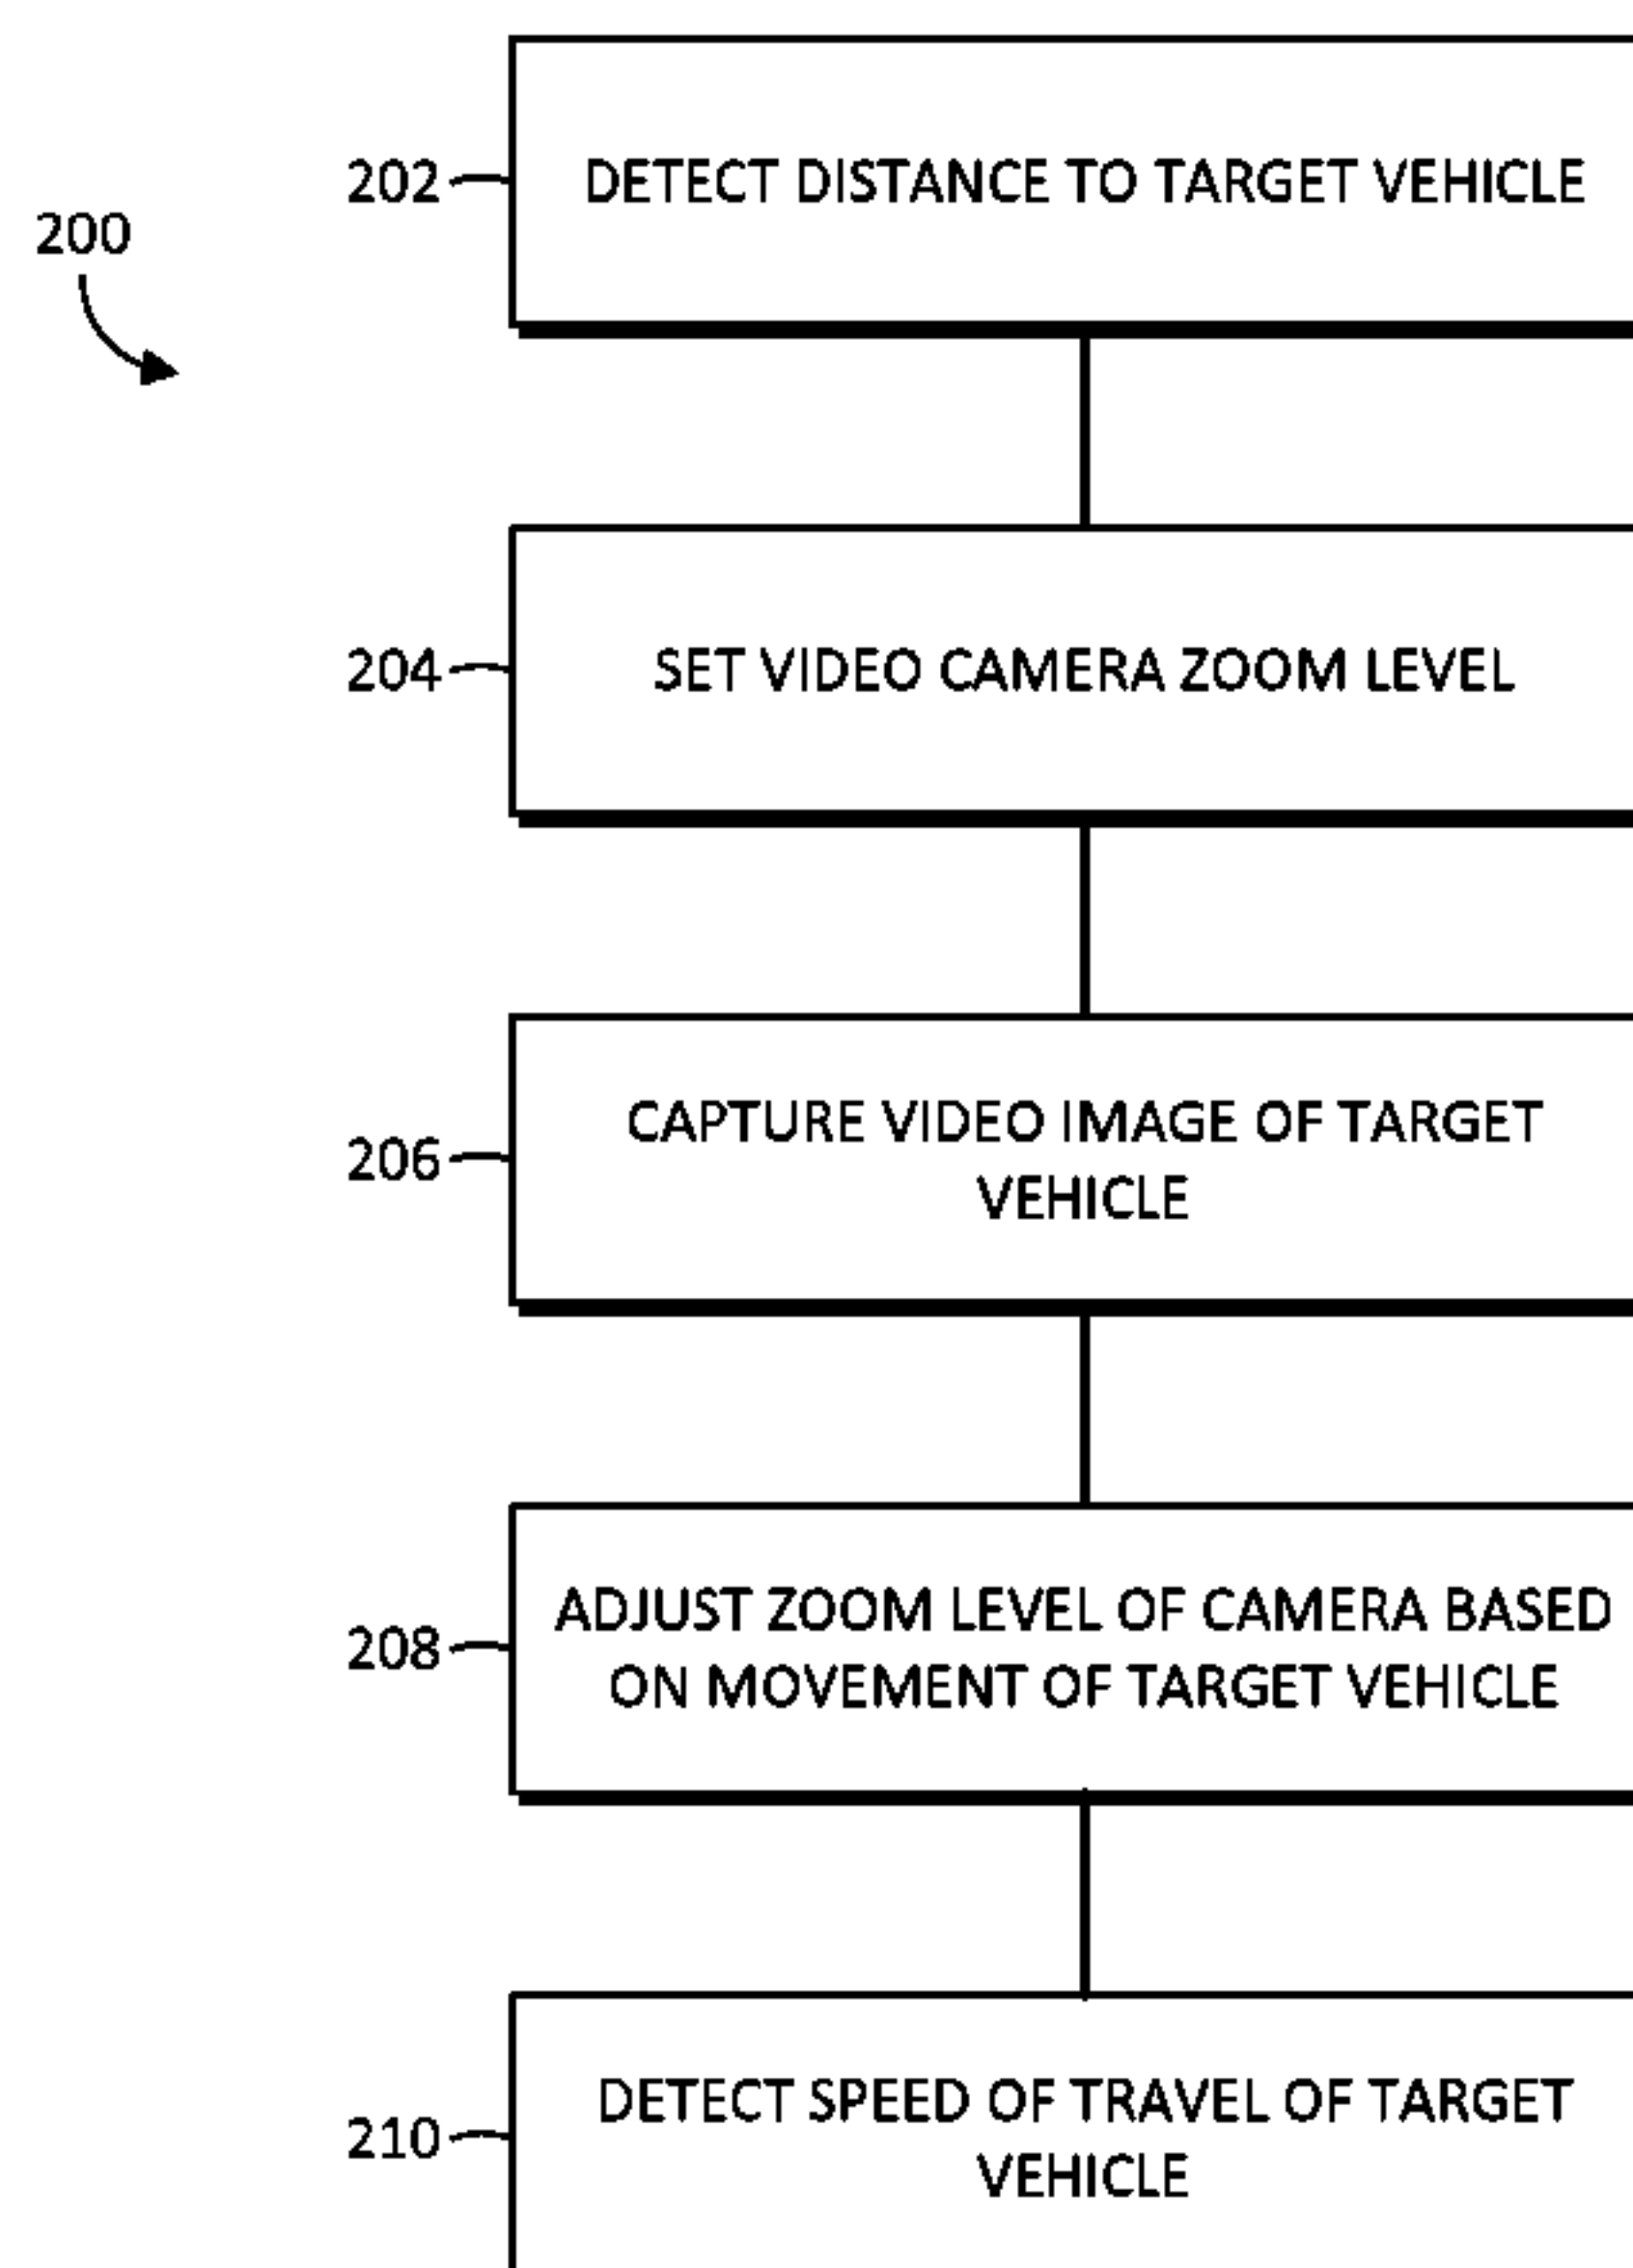 202
DETECT DISTANCE TO TARGET VEHICLE
200
204
SET VIDEO CAMERA ZOOM LEVEL
206
CAPTURE VIDEO IMAGE OF TARGET
VEHICLE
208
ADJUST ZOOM LEVEL OF CAMERA BASED
ON MOVEMENT OF TARGET VEHICLE
210
DETECT SPEED OF TRAVEL OF TARGET
VEHICLE